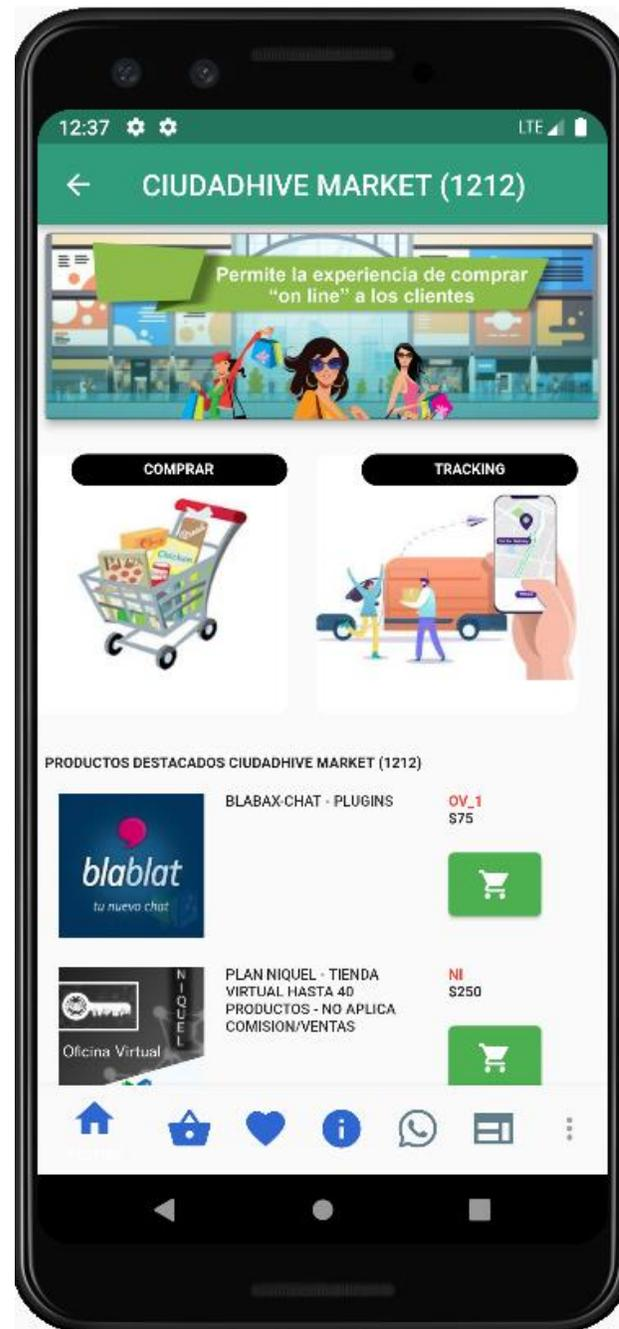 12:37
LTE
CIUDADHIVE MARKET (1212)
Permite la experiencia de comprar
"on line" a los clientes
COMPRAR
TRACKING
Chicken
PRODUCTOS DESTACADOS CIUDADHIVE MARKET (1212)
BLABAX-CHAT - PLUGINS
OV_1
$75
blablat
tu nuevo chat
PLAN NIQUEL - TIENDA
VIRTUAL HASTA 40
PRODUCTOS - NO APLICA
COMISION/VENTAS
NI
$250
NIQUEL
Oficina Virtual